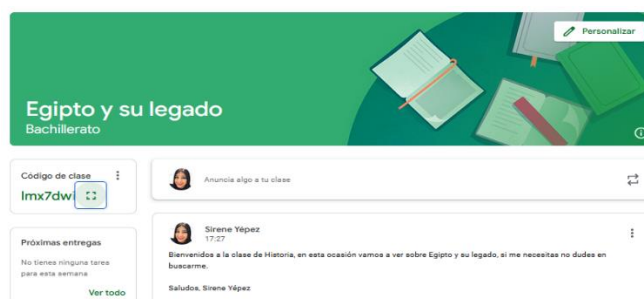 Personalizar
Egipto y su legado
Bachillerato
Código de clase
lmx7dwi
Anuncia algo a tu clase
Sirene Yépez
17:27
Bienvenidos a la clase de Historia, en esta ocasión vamos a ver sobre Egipto y su legado, si me necesitas no dudes en
buscarme.
Saludos, Sirene Yépez
Próximas entregas
No tienes ninguna tarea
para esta semana
Ver todo